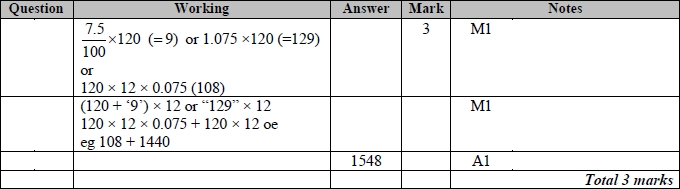 Question Working Answer Mark Notes
7.5/100 ×120 (= 9) or 1.075 ×120 (=129) 3 M1
or
120 × 12 × 0.075 (108)
(120 + ‘9’) × 12 or “129” × 12 M1
120 × 12 × 0.075 + 120 × 12 oe
eg 108 + 1440
1548 A1
Total 3 marks